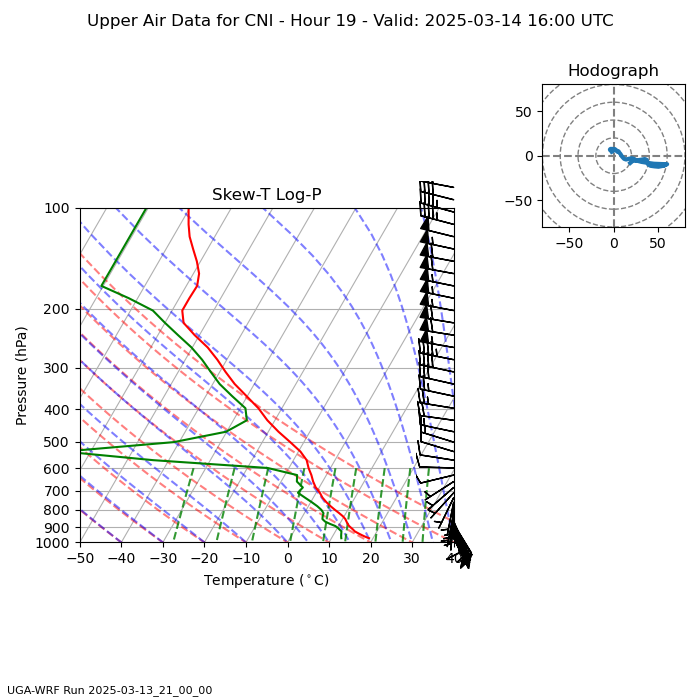 Upper Air Data for CNI - Hour 19 - Valid: 2025-03-14 16:00 UTC
Hodograph
50
0
−50
−50 0 50
Skew-T Log-P
100
200
300
400
500
600
700
800
900
1000
Pressure (hPa)
−50 −40 −30 −20 −10 0 10 20 30 40
Temperature (°C)
UGA-WRF Run 2025-03-13_21_00_00